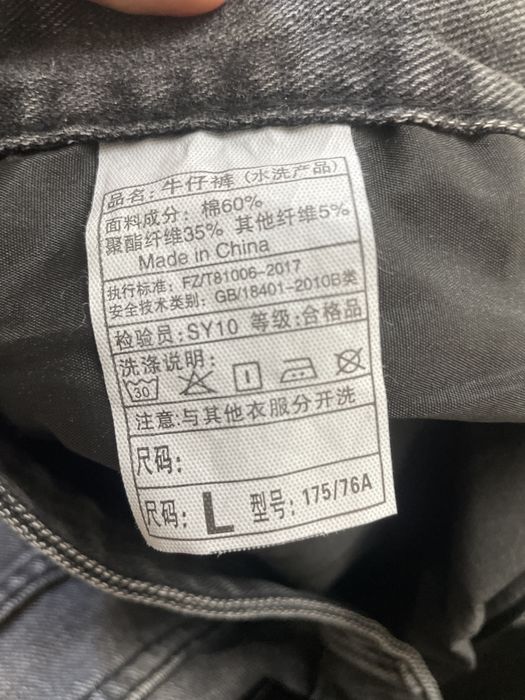 品名: 牛仔裤 (水洗产品)
面料成分: 棉60%
聚酯纤维35% 其他纤维5%
Made in China
执行标准: FZ/T81006-2017
安全技术类别: GB/18401-2010B类
检验员:SY10 等级:合格品
洗涤说明:
30
注意:与其他衣服分开洗
尺码:
尺码: L 型号: 175/76A